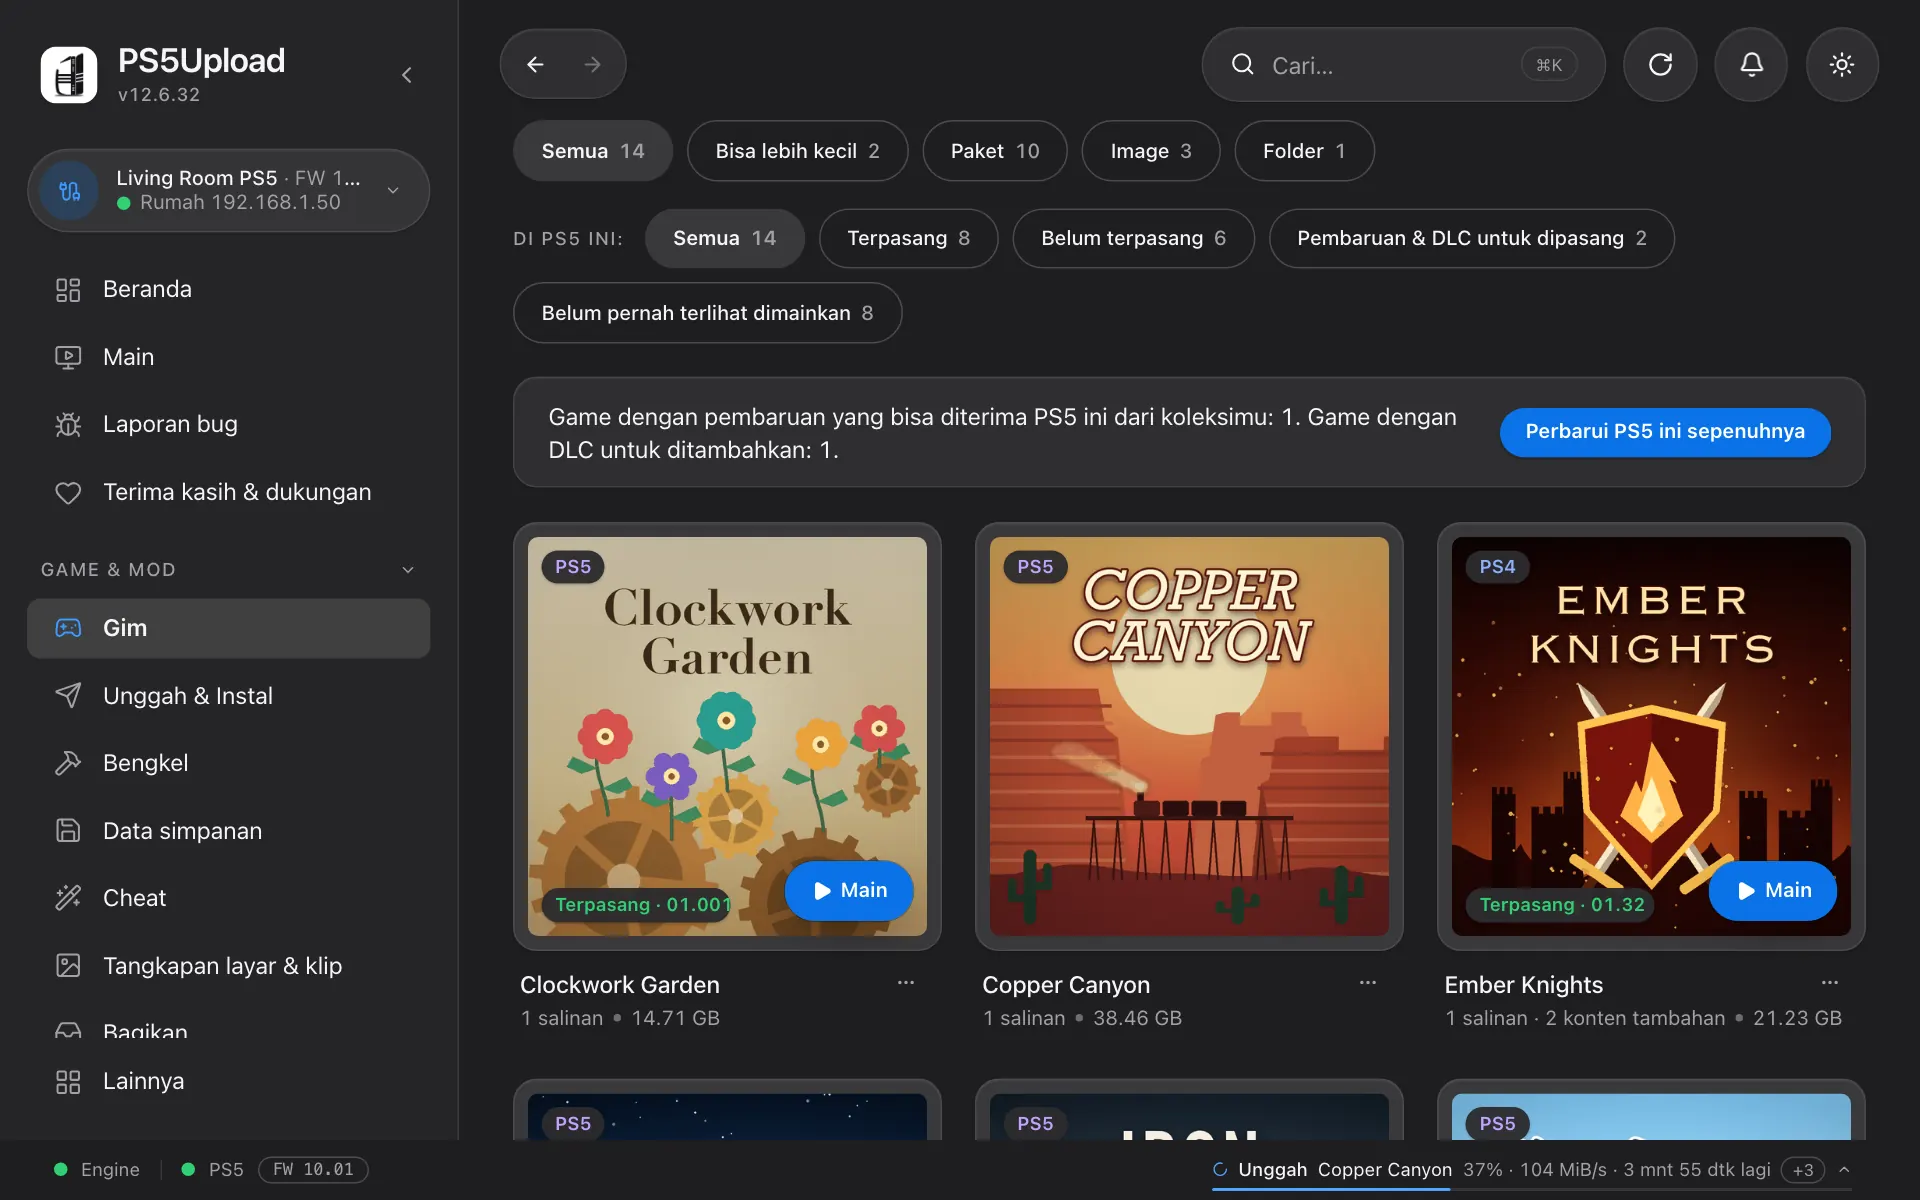 PS5Upload
v12.6.32
Living Room PS5 · FW 1...
Rumah 192.168.1.50
Beranda
Main
Laporan bug
Terima kasih & dukungan
GAME & MOD
Gim
Unggah & Instal
Bengkel
Data simpanan
Cheat
Tangkapan layar & klip
Bagikan
Lainnya
Cari...
⌘K
Semua 14
Bisa lebih kecil 2
Paket 10
Image 3
Folder 1
DI PS5 INI:
Semua 14
Terpasang 8
Belum terpasang 6
Pembaruan & DLC untuk dipasang 2
Belum pernah terlihat dimainkan 8
Game dengan pembaruan yang bisa diterima PS5 ini dari koleksimu: 1. Game dengan
DLC untuk ditambahkan: 1.
Perbarui PS5 ini sepenuhnya
PS5
Clockwork
Garden
Terpasang · 01.001
Main
Clockwork Garden
1 salinan • 14.71 GB
PS5
COPPER
CANYON
Copper Canyon
1 salinan • 38.46 GB
PS4
EMBER
KNIGHTS
Terpasang · 01.32
Main
Ember Knights
1 salinan · 2 konten tambahan • 21.23 GB
PS5
PS5
IRON
PS5
Engine
PS5
FW 10.01
Unggah Copper Canyon 37% · 104 MiB/s · 3 mnt 55 dtk lagi
+3